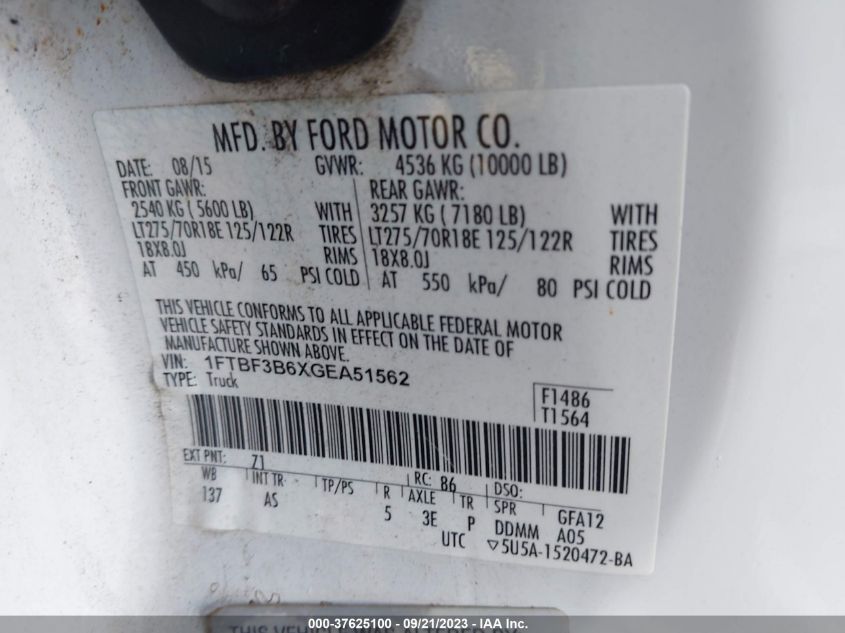 MFD. BY FORD MOTOR CO.
DATE: 08/15 GVWR: 4536 KG (10000 LB)
FRONT GAWR: REAR GAWR:
2540 KG ( 5600 LB) WITH 3257 KG ( 7180 LB) WITH
LT275/70R18E 125/122R TIRES LT275/70R18E 125/122R TIRES
18X8.0J RIMS 18X8.0J RIMS
AT 450 kPa/ 65 PSI COLD AT 550 kPa/ 80 PSI COLD
THIS VEHICLE CONFORMS TO ALL APPLICABLE FEDERAL MOTOR
VEHICLE SAFETY STANDARDS IN EFFECT ON THE DATE OF
MANUFACTURE SHOWN ABOVE.
VIN: 1FTBF3B6XGEA51562
TYPE: Truck
F1486
T1564
EXT PNT: Z1 RC: 86 DSO:
WB INT TR TP/PS R AXLE TR SPR GFA12
137 AS 5 3E P DDMM A05
UTC ▽5U5A-1520472-BA
THIS VEHICLE WAS ALTERED BY
000-37625100 - 09/21/2023 - IAA Inc.